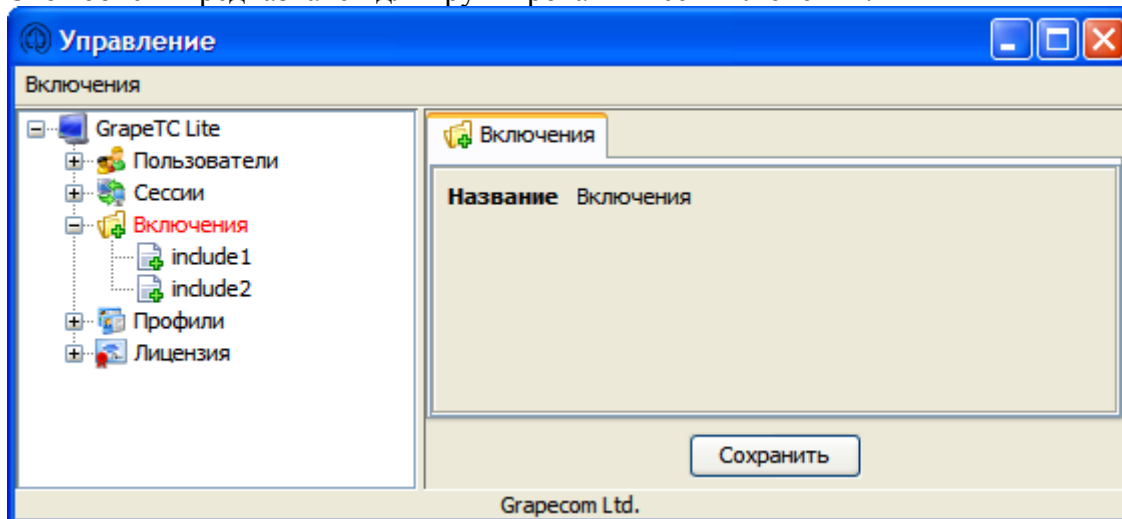 Управление
Включения
GrapeTC Lite
Пользователи
Сессии
Включения
include1
include2
Профили
Лицензия
Включения
Название Включения
Сохранить
Grapecom Ltd.